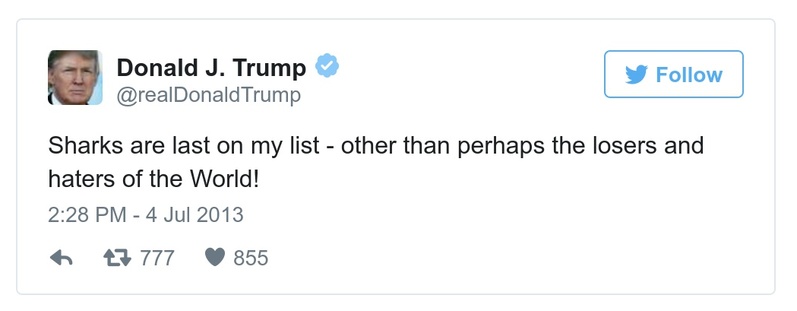 Donald J. Trump
@realDonaldTrump
Follow
Sharks are last on my list - other than perhaps the losers and
haters of the World!
2:28 PM - 4 Jul 2013
777 855